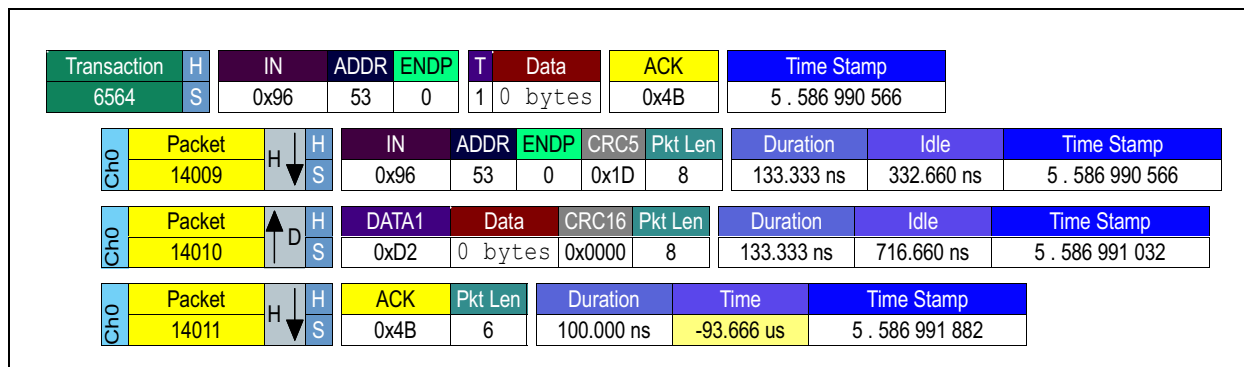 Transaction H IN ADDR ENDP T Data ACK Time Stamp
6564 S 0x96 53 0 1 0 bytes 0x4B 5 . 586 990 566
Ch0 Packet H H IN ADDR ENDP CRC5 Pkt Len Duration Idle Time Stamp
14009 S 0x96 53 0 0x1D 8 133.333 ns 332.660 ns 5 . 586 990 566
Ch0 Packet D H DATA1 Data CRC16 Pkt Len Duration Idle Time Stamp
14010 S 0xD2 0 bytes 0x0000 8 133.333 ns 716.660 ns 5 . 586 991 032
Ch0 Packet H H ACK Pkt Len Duration Time Time Stamp
14011 S 0x4B 6 100.000 ns -93.666 us 5 . 586 991 882